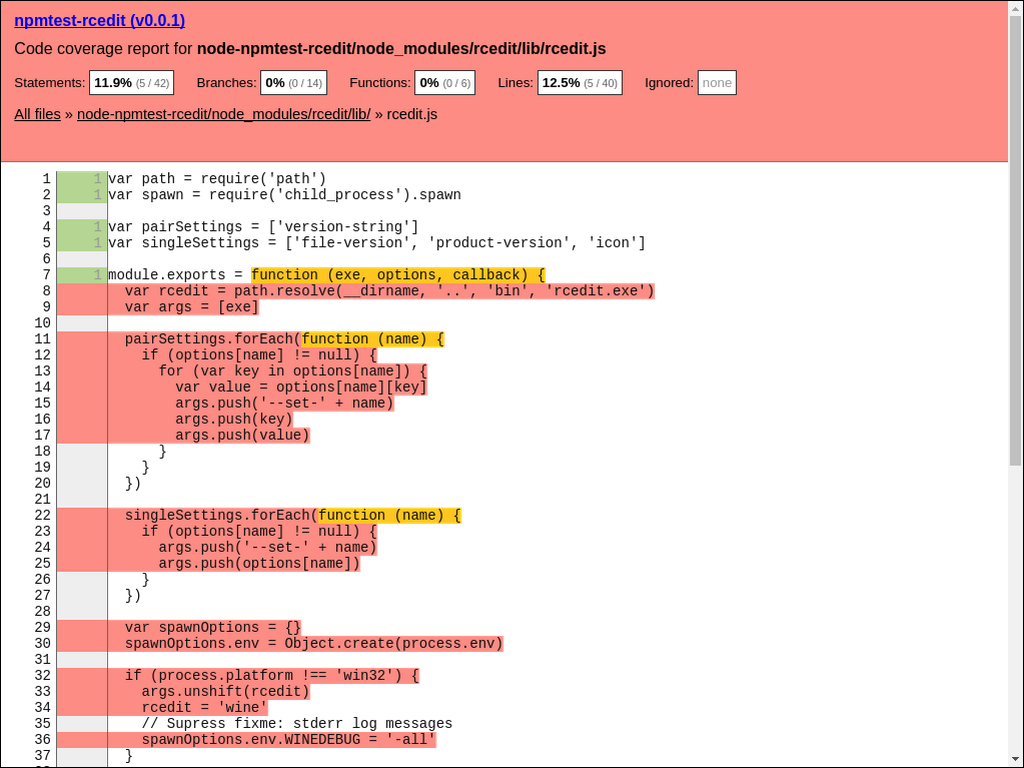 npmtest-rcedit (v0.0.1)
Code coverage report for node-npmtest-rcedit/node_modules/rcedit/lib/rcedit.js
Statements: 11.9% (5 / 42) Branches: 0% (0 / 14) Functions: 0% (0 / 6) Lines: 12.5% (5 / 40) Ignored: none
All files » node-npmtest-rcedit/node_modules/rcedit/lib/ » rcedit.js
1 1 var path = require('path')
2 1 var spawn = require('child_process').spawn
3
4 1 var pairSettings = ['version-string']
5 1 var singleSettings = ['file-version', 'product-version', 'icon']
6
7 1 module.exports = function (exe, options, callback) {
8 var rcedit = path.resolve(__dirname, '..', 'bin', 'rcedit.exe')
9 var args = [exe]
10
11 pairSettings.forEach(function (name) {
12 if (options[name] != null) {
13 for (var key in options[name]) {
14 var value = options[name][key]
15 args.push('--set-' + name)
16 args.push(key)
17 args.push(value)
18 }
19 }
20 })
21
22 singleSettings.forEach(function (name) {
23 if (options[name] != null) {
24 args.push('--set-' + name)
25 args.push(options[name])
26 }
27 })
28
29 var spawnOptions = {}
30 spawnOptions.env = Object.create(process.env)
31
32 if (process.platform !== 'win32') {
33 args.unshift(rcedit)
34 rcedit = 'wine'
35 // Supress fixme: stderr log messages
36 spawnOptions.env.WINEDEBUG = '-all'
37 }